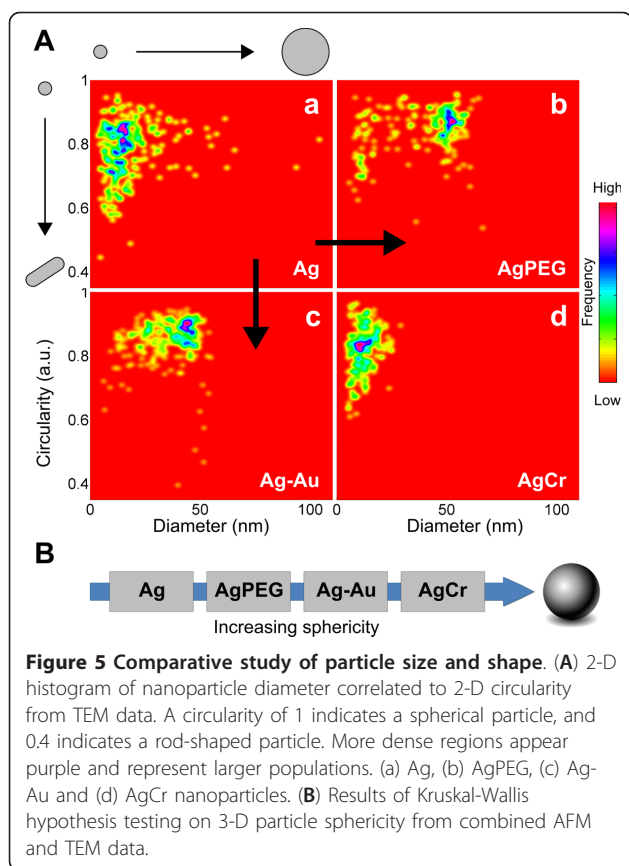 A
1
0.8
0.6
0.4
a
Ag
b
AgPEG
High
Frequency
Low
1
0.8
0.6
0.4
Circularity (a.u.)
c
Ag-Au
d
AgCr
0 50 100 0 50 100
Diameter (nm) Diameter (nm)
B
Ag AgPEG Ag-Au AgCr
Increasing sphericity
Figure 5 Comparative study of particle size and shape. (A) 2-D
histogram of nanoparticle diameter correlated to 2-D circularity
from TEM data. A circularity of 1 indicates a spherical particle, and
0.4 indicates a rod-shaped particle. More dense regions appear
purple and represent larger populations. (a) Ag, (b) AgPEG, (c) Ag-
Au and (d) AgCr nanoparticles. (B) Results of Kruskal-Wallis
hypothesis testing on 3-D particle sphericity from combined AFM
and TEM data.